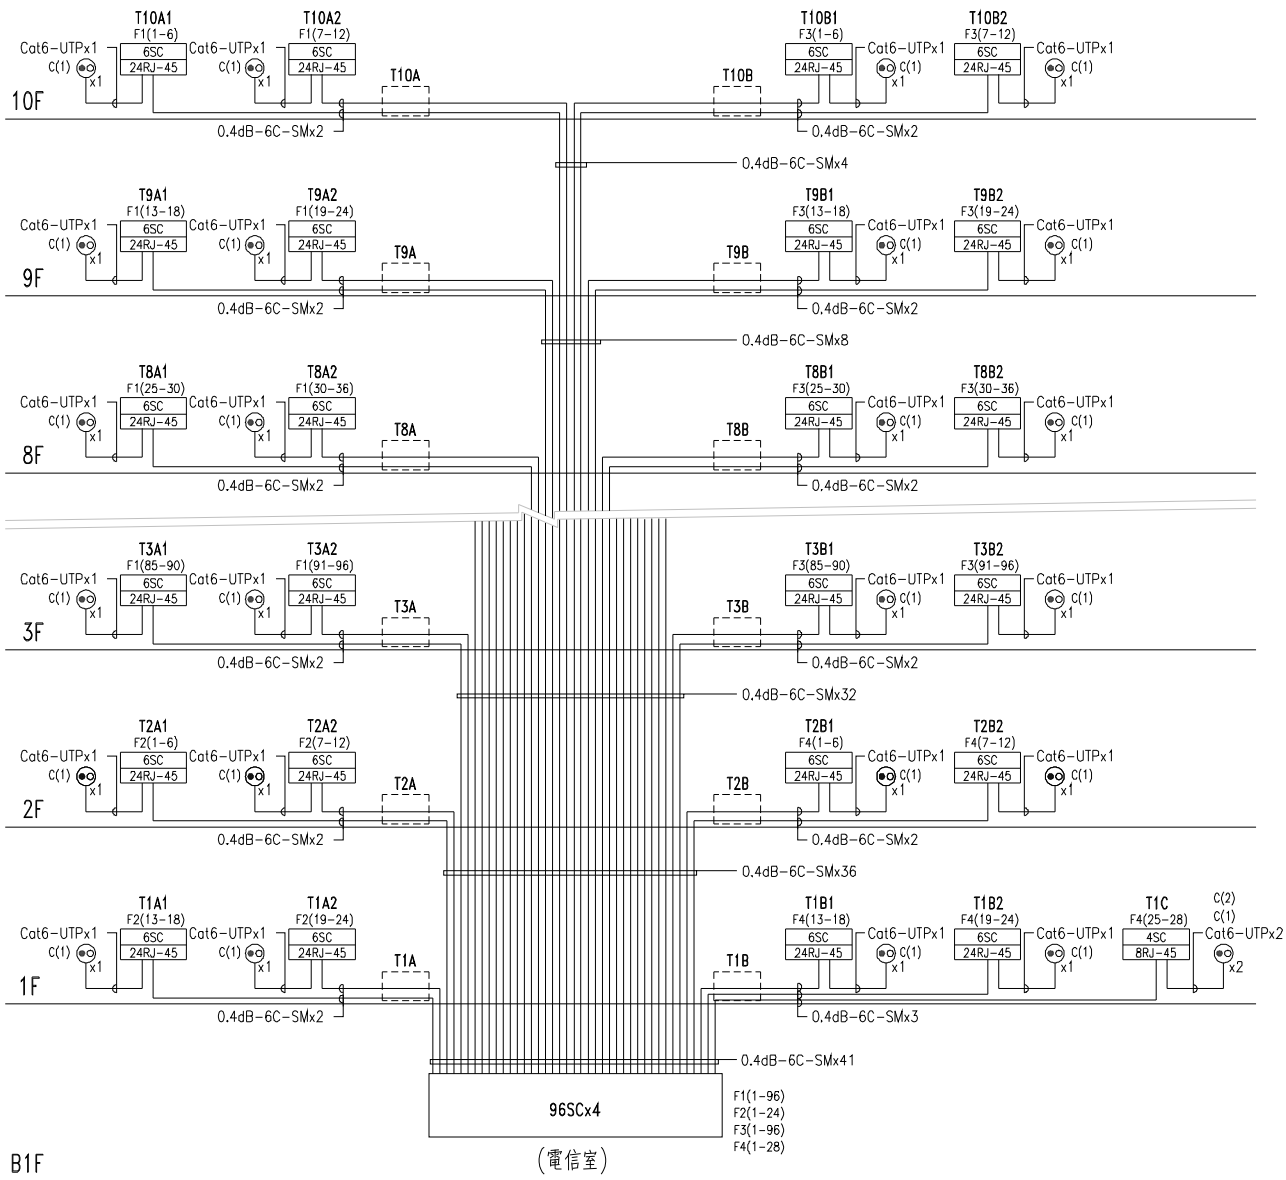 T10A1
F1(1-6)
Cat6-UTPx1
6SC
C(1)
24RJ-45
x1
T10A2
F1(7-12)
Cat6-UTPx1
6SC
C(1)
24RJ-45
x1
T10A
T10B
T10B1
F3(1-6)
6SC
Cat6-UTPx1
24RJ-45
C(1)
x1
T10B2
F3(7-12)
6SC
Cat6-UTPx1
24RJ-45
C(1)
x1
10F
0.4dB-6C-SMx2
0.4dB-6C-SMx2
0.4dB-6C-SMx4
T9A1
F1(13-18)
Cat6-UTPx1
6SC
C(1)
24RJ-45
x1
T9A2
F1(19-24)
Cat6-UTPx1
6SC
C(1)
24RJ-45
x1
T9A
T9B
T9B1
F3(13-18)
6SC
Cat6-UTPx1
24RJ-45
C(1)
x1
T9B2
F3(19-24)
6SC
Cat6-UTPx1
24RJ-45
C(1)
x1
9F
0.4dB-6C-SMx2
0.4dB-6C-SMx2
0.4dB-6C-SMx8
T8A1
F1(25-30)
Cat6-UTPx1
6SC
C(1)
24RJ-45
x1
T8A2
F1(30-36)
Cat6-UTPx1
6SC
C(1)
24RJ-45
x1
T8A
T8B
T8B1
F3(25-30)
6SC
Cat6-UTPx1
24RJ-45
C(1)
x1
T8B2
F3(30-36)
6SC
Cat6-UTPx1
24RJ-45
C(1)
x1
8F
0.4dB-6C-SMx2
0.4dB-6C-SMx2
T3A1
F1(85-90)
Cat6-UTPx1
6SC
C(1)
24RJ-45
x1
T3A2
F1(91-96)
Cat6-UTPx1
6SC
C(1)
24RJ-45
x1
T3A
T3B
T3B1
F3(85-90)
6SC
Cat6-UTPx1
24RJ-45
C(1)
x1
T3B2
F3(91-96)
6SC
Cat6-UTPx1
24RJ-45
C(1)
x1
3F
0.4dB-6C-SMx2
0.4dB-6C-SMx2
0.4dB-6C-SMx32
T2A1
F2(1-6)
Cat6-UTPx1
6SC
C(1)
24RJ-45
x1
T2A2
F2(7-12)
Cat6-UTPx1
6SC
C(1)
24RJ-45
x1
T2A
T2B
T2B1
F4(1-6)
6SC
Cat6-UTPx1
24RJ-45
C(1)
x1
T2B2
F4(7-12)
6SC
Cat6-UTPx1
24RJ-45
C(1)
x1
2F
0.4dB-6C-SMx2
0.4dB-6C-SMx2
0.4dB-6C-SMx36
T1A1
F2(13-18)
Cat6-UTPx1
6SC
C(1)
24RJ-45
x1
T1A2
F2(19-24)
Cat6-UTPx1
6SC
C(1)
24RJ-45
x1
T1A
T1B
T1B1
F4(13-18)
6SC
Cat6-UTPx1
24RJ-45
C(1)
x1
T1B2
F4(19-24)
6SC
Cat6-UTPx1
24RJ-45
C(1)
x1
T1C
F4(25-28)
4SC
8RJ-45
C(2)
C(1)
Cat6-UTPx2
x2
1F
0.4dB-6C-SMx2
0.4dB-6C-SMx3
0.4dB-6C-SMx41
96SCx4
F1(1-96)
F2(1-24)
F3(1-96)
F4(1-28)
(電信室)
B1F